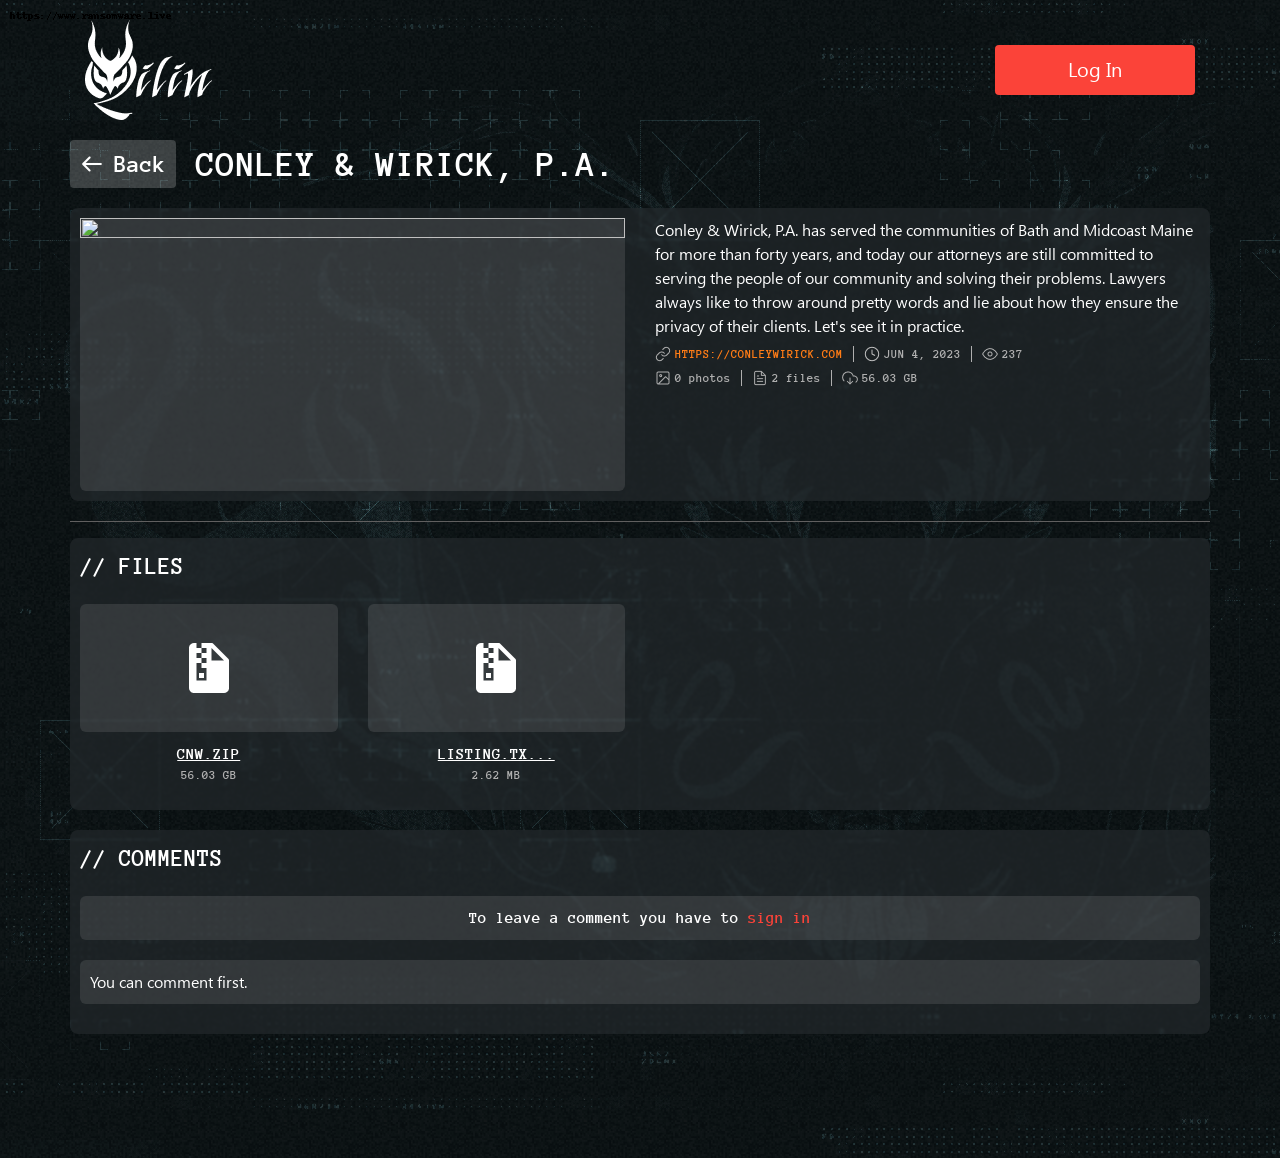 https://www.ransomware.live
Qilin
Log In
← Back
CONLEY & WIRICK, P.A.
Conley & Wirick, P.A. has served the communities of Bath and Midcoast Maine
for more than forty years, and today our attorneys are still committed to
serving the people of our community and solving their problems. Lawyers
always like to throw around pretty words and lie about how they ensure the
privacy of their clients. Let's see it in practice.
HTTPS://CONLEYWIRICK.COM
JUN 4, 2023
237
0 photos
2 files
56.03 GB
// FILES
CNW.ZIP
56.03 GB
LISTING.TX...
2.62 MB
// COMMENTS
To leave a comment you have to sign in
You can comment first.